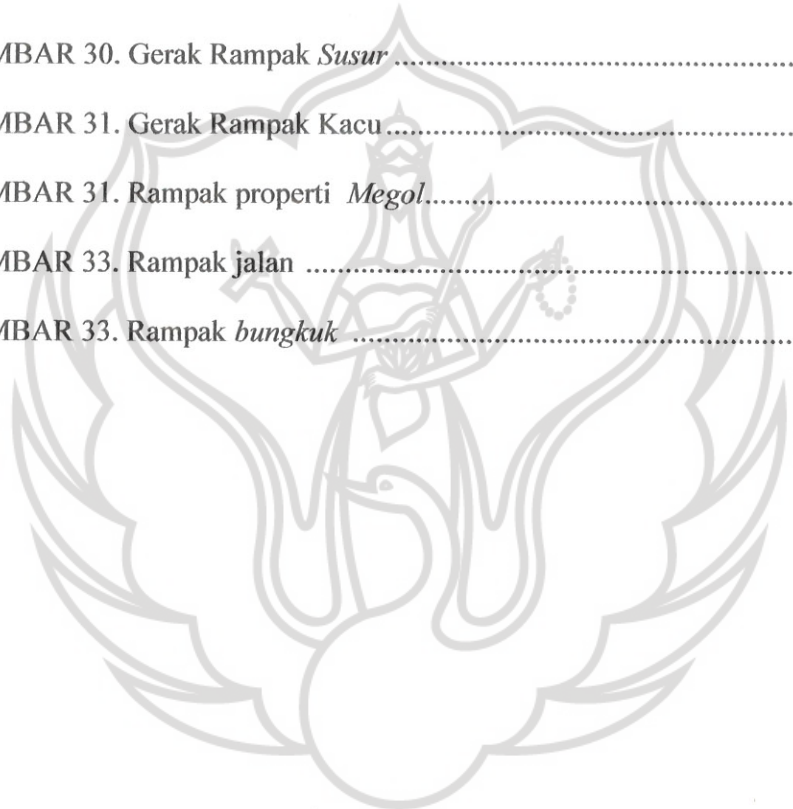 MBAR 30. Gerak Rampak Susur ........................................................
MBAR 31. Gerak Rampak Kacu ........................................................
MBAR 31. Rampak properti Megol ........................................................
MBAR 33. Rampak jalan ........................................................
MBAR 33. Rampak bungkuk ........................................................